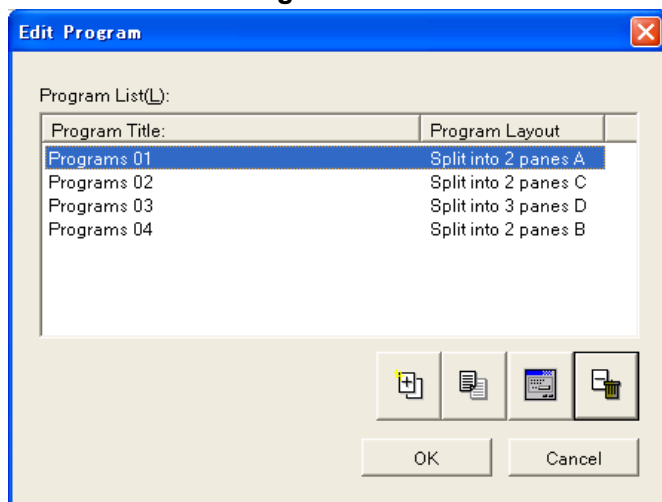 Edit Program
Program List(L):
Program Title: Program Layout
Programs 01 Split into 2 panes A
Programs 02 Split into 2 panes C
Programs 03 Split into 3 panes D
Programs 04 Split into 2 panes B
OK Cancel